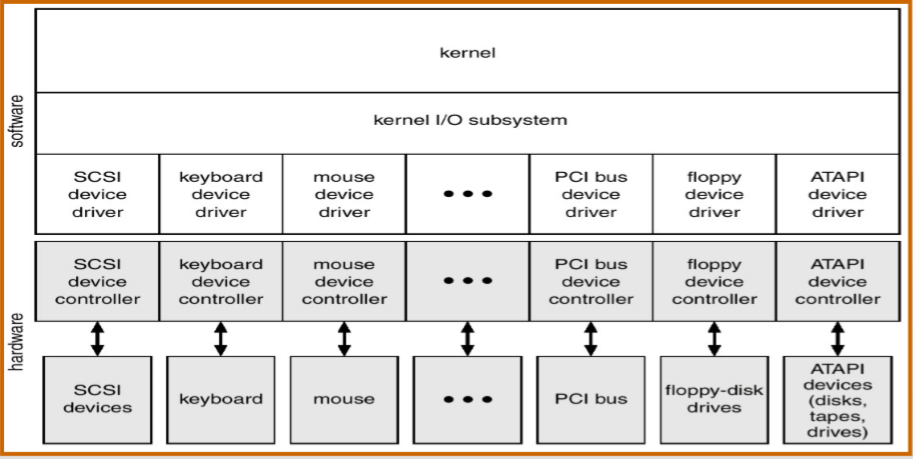 software
kernel
kernel I/O subsystem
SCSI
device
driver
keyboard
device
driver
mouse
device
driver
•••
PCI bus
device
driver
floppy
device
driver
ATAPI
device
driver
hardware
SCSI
device
controller
keyboard
device
controller
mouse
device
controller
•••
PCI bus
device
controller
floppy
device
controller
ATAPI
device
controller
SCSI
devices
keyboard
mouse
•••
PCI bus
floppy-disk
drives
ATAPI
devices
(disks,
tapes,
drives)